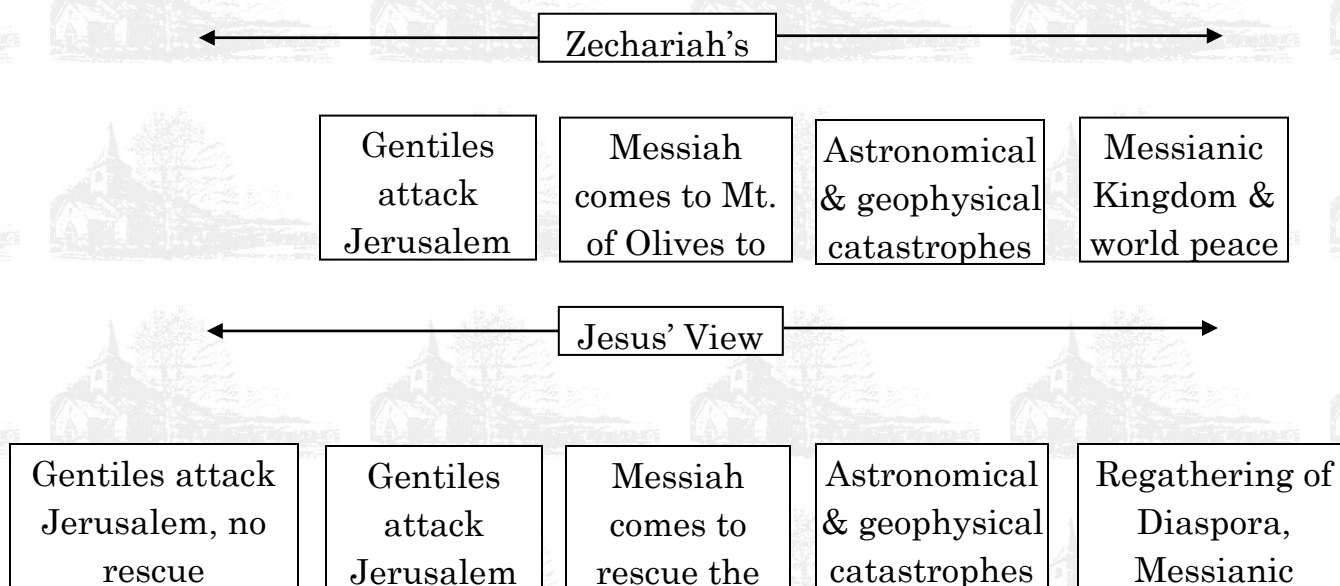 Zechariah's
Gentiles
attack
Jerusalem
Messiah
comes to Mt.
of Olives to
Astronomical
& geophysical
catastrophes
Messianic
Kingdom &
world peace
Jesus' View
Gentiles attack
Jerusalem, no
rescue
Gentiles
attack
Jerusalem
Messiah
comes to
rescue the
Astronomical
& geophysical
catastrophes
Regathering of
Diaspora,
Messianic